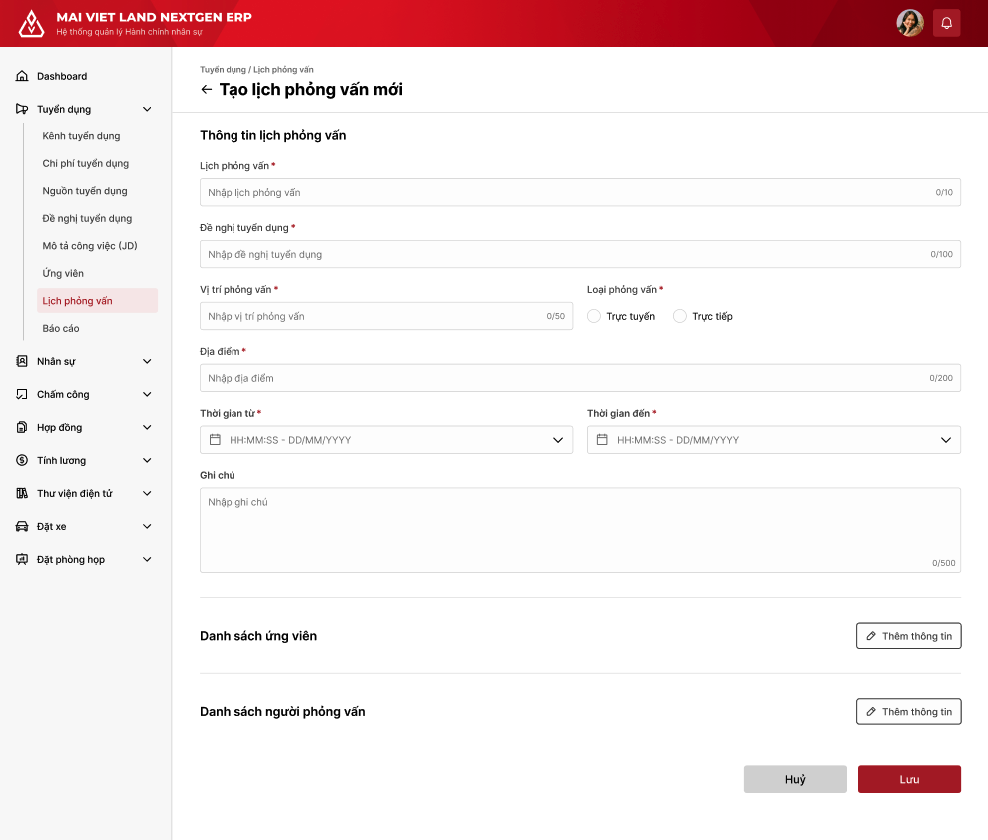 MAI VIET LAND NEXTGEN ERP
Hệ thống quản lý Hành chính nhân sự
Dashboard
Tuyển dụng
Kênh tuyển dụng
Chi phí tuyển dụng
Nguồn tuyển dụng
Đề nghị tuyển dụng
Mô tả công việc (JD)
Ứng viên
Lịch phỏng vấn
Báo cáo
Nhân sự
Chấm công
Hợp đồng
Tính lương
Thư viện điện tử
Đặt xe
Đặt phòng họp
Tuyển dụng / Lịch phỏng vấn
Tạo lịch phỏng vấn mới
Thông tin lịch phỏng vấn
Lịch phỏng vấn *
Nhập lịch phỏng vấn 0/10
Đề nghị tuyển dụng *
Nhập đề nghị tuyển dụng 0/100
Vị trí phỏng vấn * Loại phỏng vấn *
Nhập vị trí phỏng vấn 0/50 Trực tuyến Trực tiếp
Địa điểm *
Nhập địa điểm 0/200
Thời gian từ * Thời gian đến *
HH:MM:SS - DD/MM/YYYY HH:MM:SS - DD/MM/YYYY
Ghi chú
Nhập ghi chú
0/500
Danh sách ứng viên Thêm thông tin
Danh sách người phỏng vấn Thêm thông tin
Huỷ Lưu